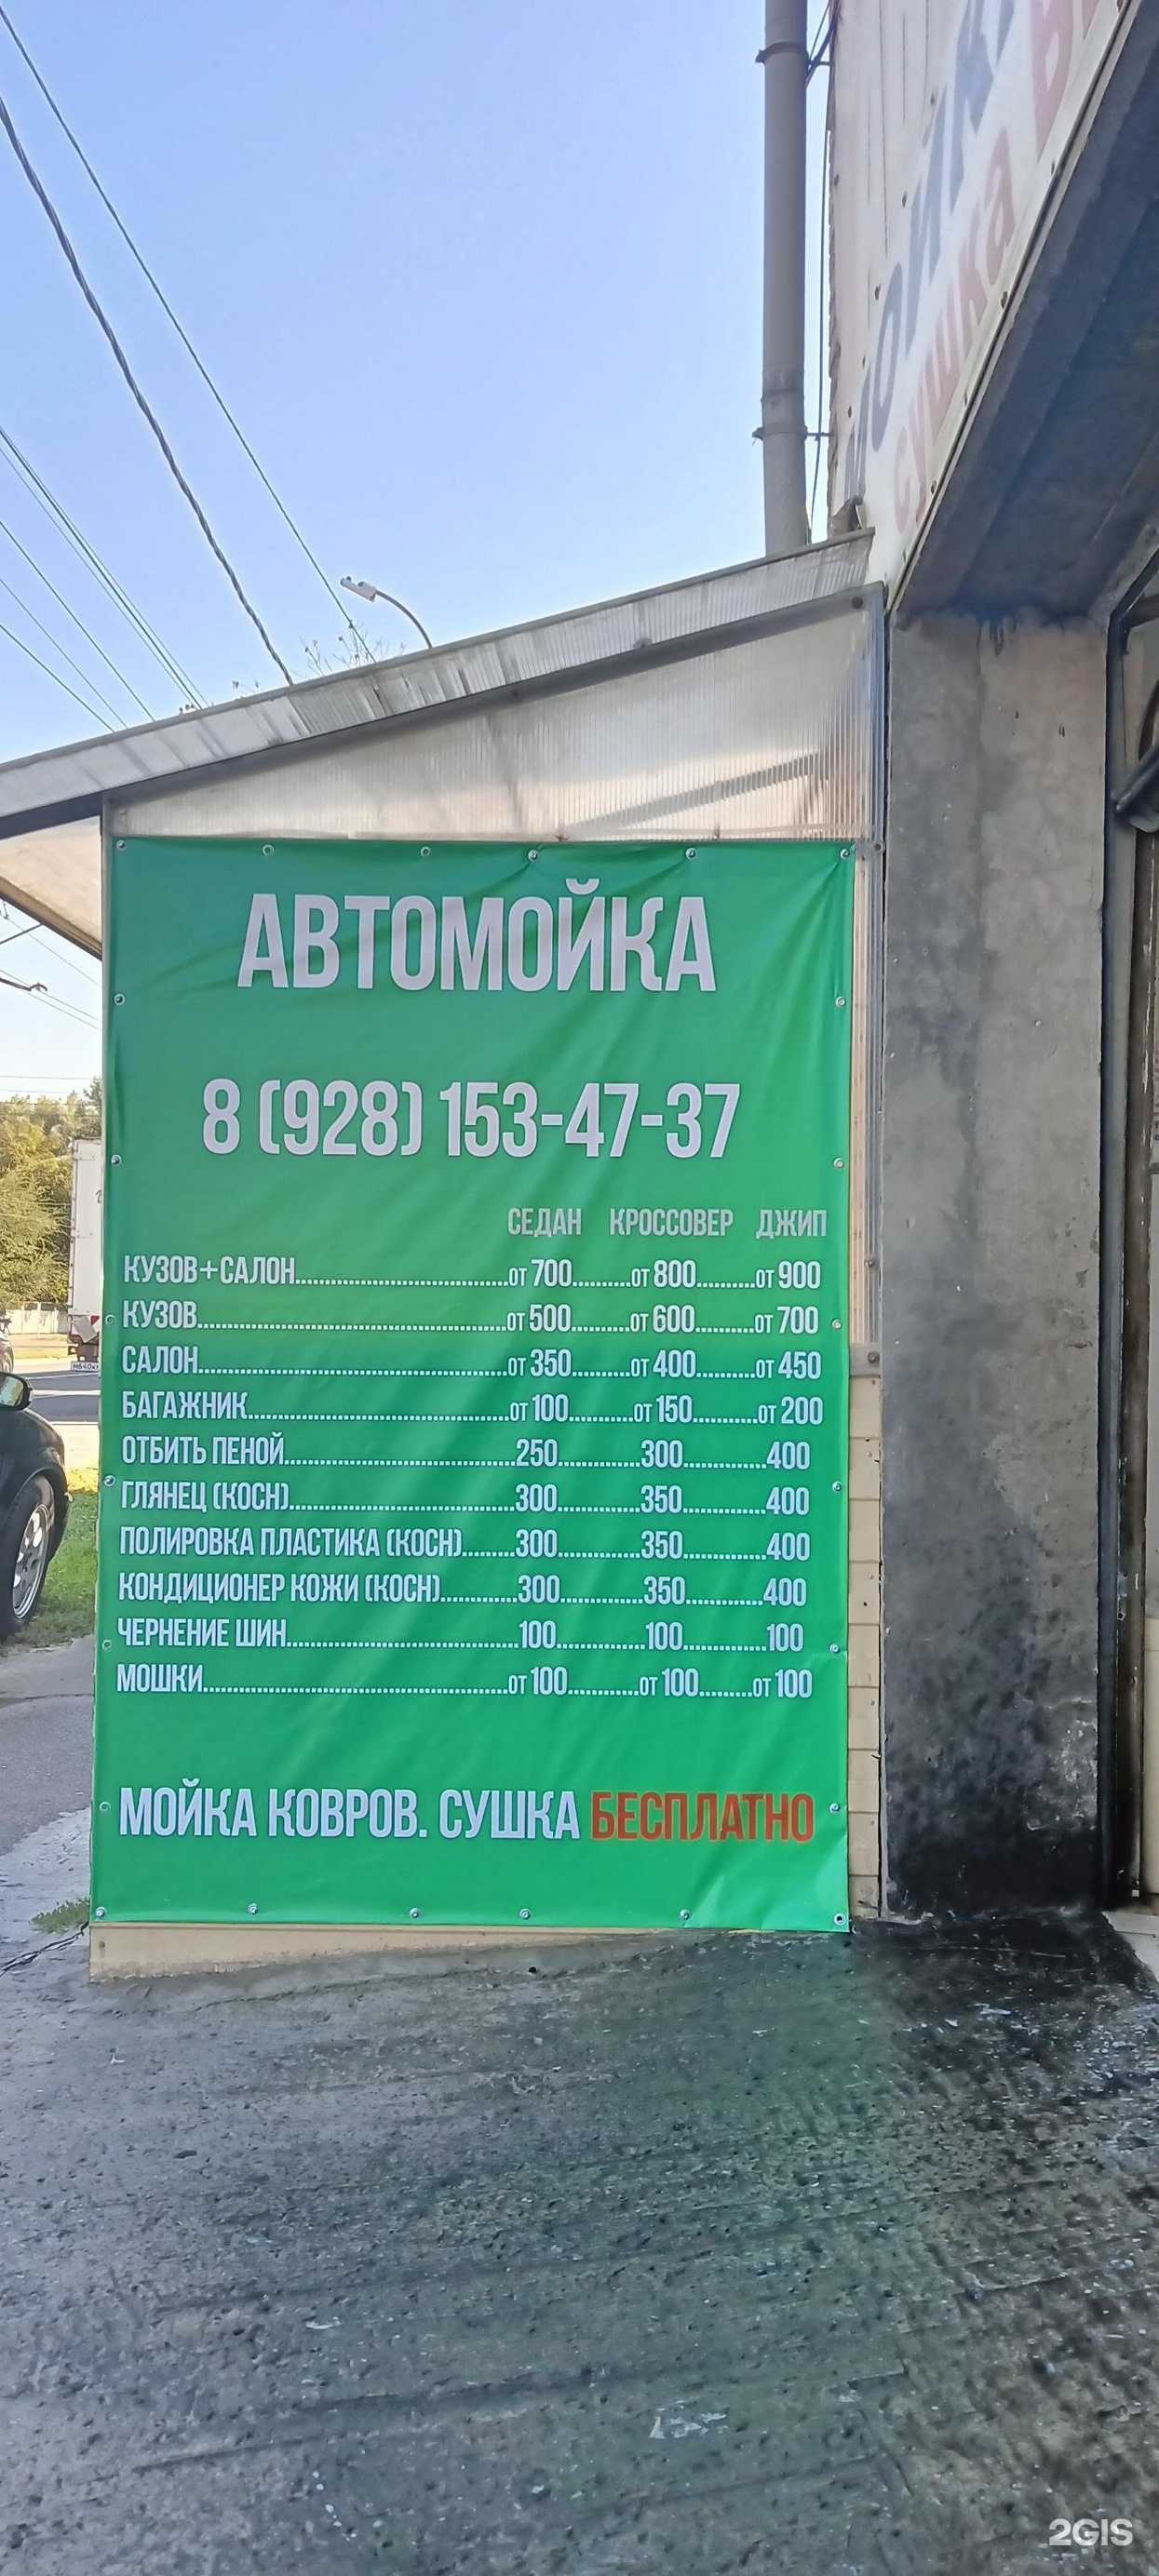 МОЙКА
сушка
АВТОМОЙКА
8 (928) 153-47-37
СЕДАН КРОССОВЕР ДЖИП
КУЗОВ+САЛОН от 700 от 800 от 900
КУЗОВ от 500 от 600 от 700
САЛОН от 350 от 400 от 450
БАГАЖНИК от 100 от 150 от 200
ОТБИТЬ ПЕНОЙ 250 300 400
ГЛЯНЕЦ (КОСН) 300 350 400
ПОЛИРОВКА ПЛАСТИКА (КОСН) 300 350 400
КОНДИЦИОНЕР КОЖИ (КОСН) 300 350 400
ЧЕРНЕНИЕ ШИН 100 100 100
МОШКИ от 100 от 100 от 100
МОЙКА КОВРОВ. СУШКА БЕСПЛАТНО
2GIS